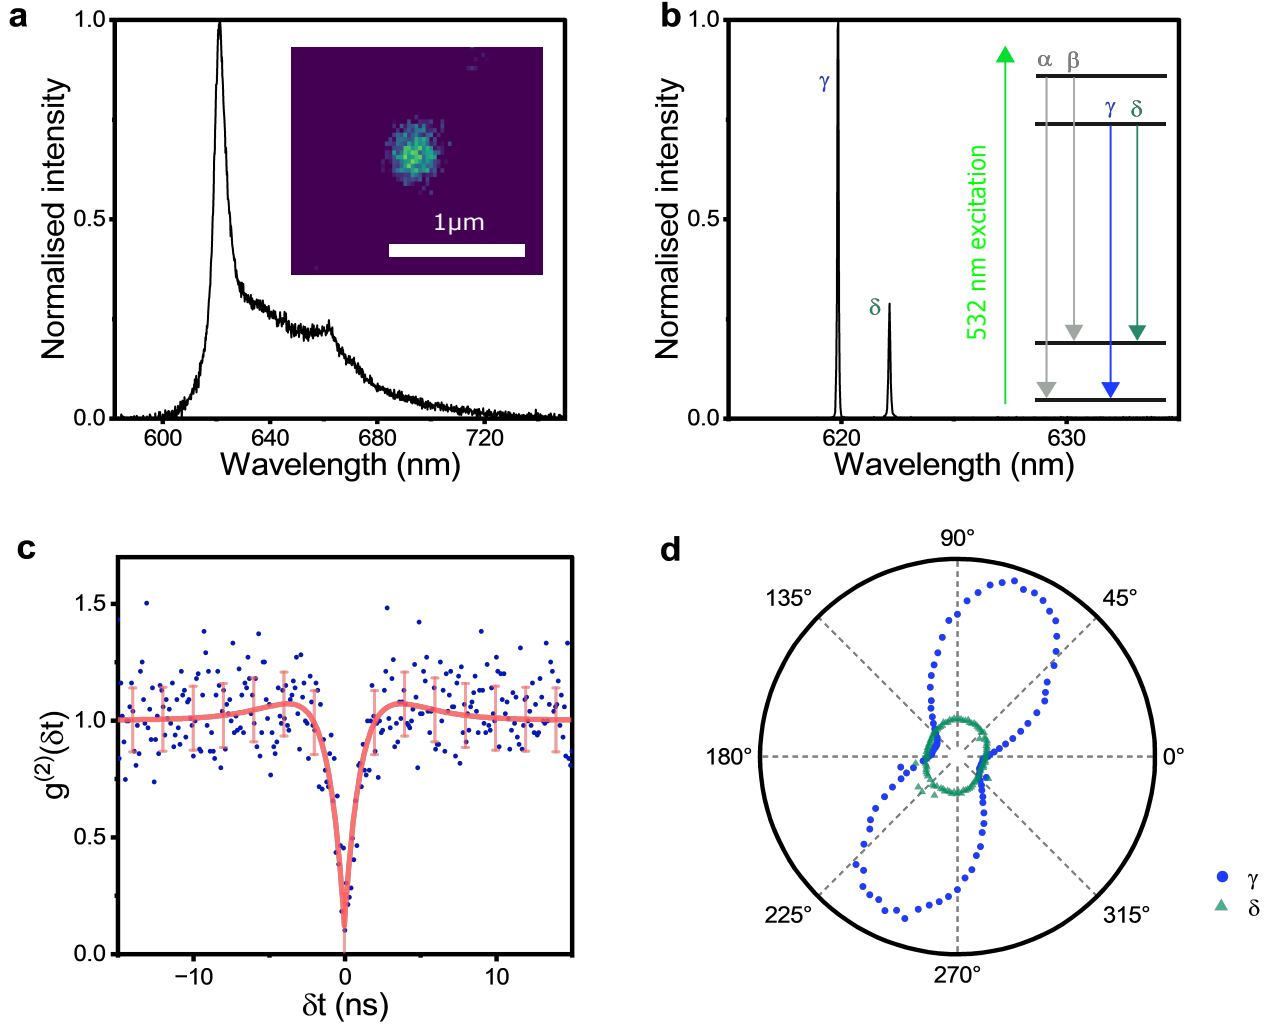 a
1.0
0.5
0.0
Normalised intensity
600
640
680
720
Wavelength (nm)
1µm
b
1.0
0.5
0.0
Normalised intensity
620
630
Wavelength (nm)
γ
δ
532 nm excitation
α β
γ δ
c
1.5
1.0
0.5
0.0
g(2)(δt)
−10
0
10
δt (ns)
d
90°
135°
45°
180°
0°
225°
315°
270°
γ
δ